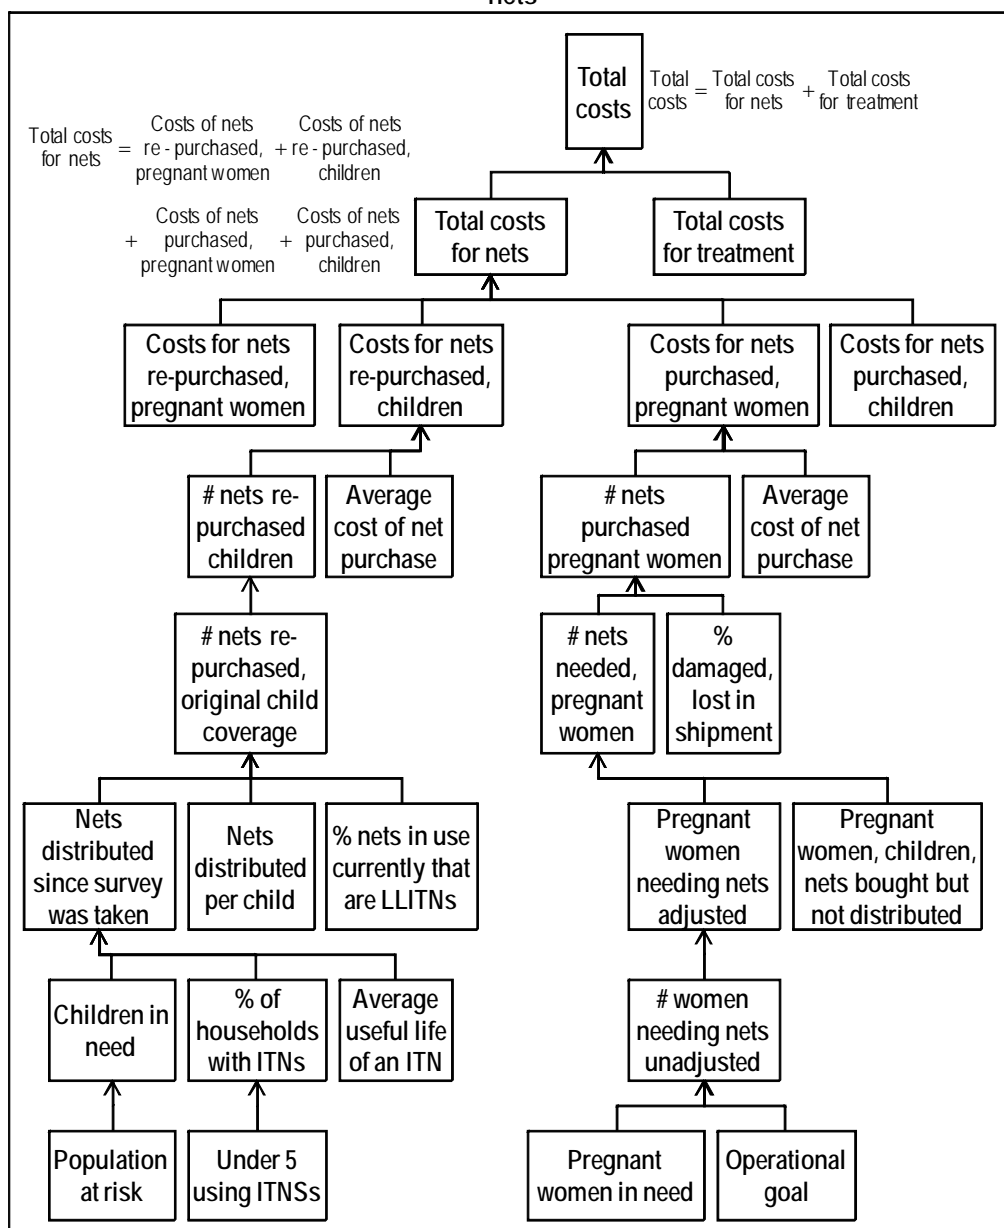 nets
Total
costs
Total
costs
=
Total costs
for nets
+
Total costs
for treatment
Total costs
for nets
=
Costs of nets
re - purchased,
pregnant women
+
Costs of nets
re - purchased,
children
+
Costs of nets
purchased,
pregnant women
+
Costs of nets
purchased,
children
Total costs
for nets
Total costs
for treatment
Costs for nets
re-purchased,
pregnant women
Costs for nets
re-purchased,
children
Costs for nets
purchased,
pregnant women
Costs for nets
purchased,
children
# nets re-
purchased
children
Average
cost of net
purchase
# nets
purchased
pregnant women
Average
cost of net
purchase
# nets re-
purchased,
original child
coverage
# nets
needed,
pregnant
women
%
damaged,
lost in
shipment
Nets
distributed
since survey
was taken
Nets
distributed
per child
% nets in use
currently that
are LLITNs
Pregnant
women
needing nets
adjusted
Pregnant
women, children,
nets bought but
not distributed
Children in
need
% of
households
with ITNs
Average
useful life
of an ITN
# women
needing nets
unadjusted
Population
at risk
Under 5
using ITNSs
Pregnant
women in need
Operational
goal